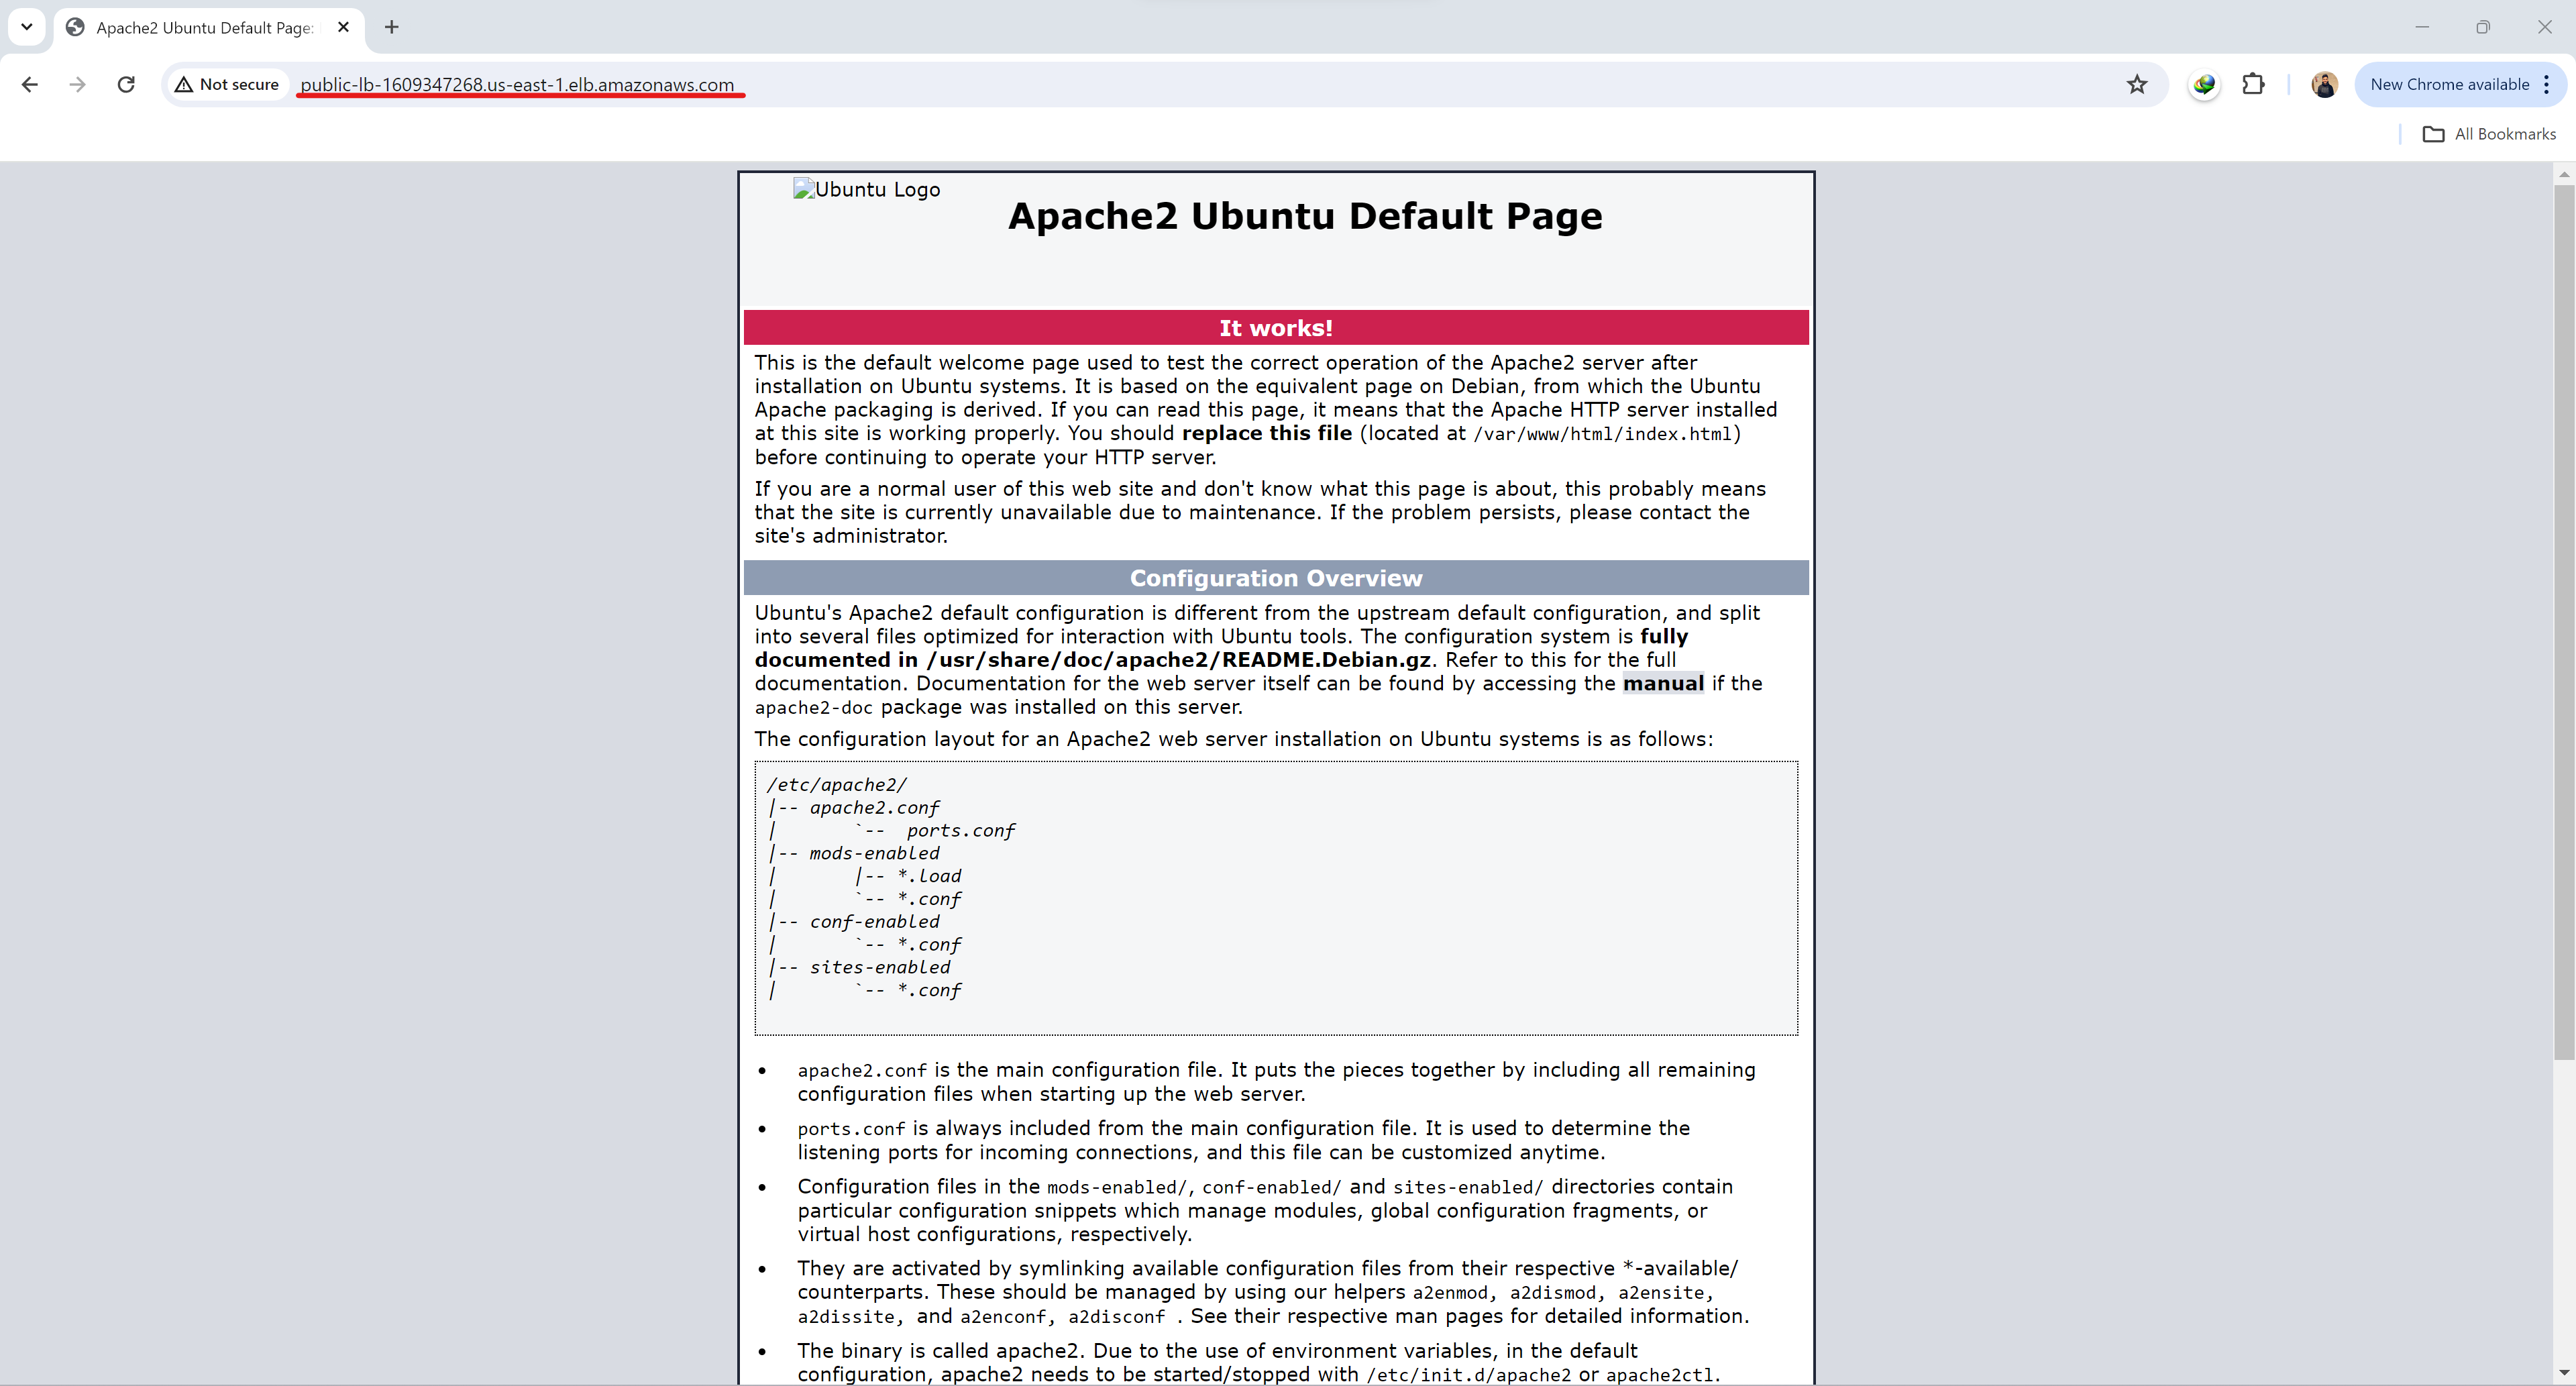 Apache2 Ubuntu Default Page:
Not secure
public-lb-1609347268.us-east-1.elb.amazonaws.com
New Chrome available
All Bookmarks
Ubuntu Logo
Apache2 Ubuntu Default Page
It works!
This is the default welcome page used to test the correct operation of the Apache2 server after
installation on Ubuntu systems. It is based on the equivalent page on Debian, from which the Ubuntu
Apache packaging is derived. If you can read this page, it means that the Apache HTTP server installed
at this site is working properly. You should replace this file (located at /var/www/html/index.html)
before continuing to operate your HTTP server.
If you are a normal user of this web site and don't know what this page is about, this probably means
that the site is currently unavailable due to maintenance. If the problem persists, please contact the
site's administrator.
Configuration Overview
Ubuntu's Apache2 default configuration is different from the upstream default configuration, and split
into several files optimized for interaction with Ubuntu tools. The configuration system is fully
documented in /usr/share/doc/apache2/README.Debian.gz. Refer to this for the full
documentation. Documentation for the web server itself can be found by accessing the manual if the
apache2-doc package was installed on this server.
The configuration layout for an Apache2 web server installation on Ubuntu systems is as follows:
/etc/apache2/
|-- apache2.conf
|       `--  ports.conf
|-- mods-enabled
|       |-- *.load
|       `-- *.conf
|-- conf-enabled
|       `-- *.conf
|-- sites-enabled
|       `-- *.conf
• apache2.conf is the main configuration file. It puts the pieces together by including all remaining
configuration files when starting up the web server.
• ports.conf is always included from the main configuration file. It is used to determine the
listening ports for incoming connections, and this file can be customized anytime.
• Configuration files in the mods-enabled/, conf-enabled/ and sites-enabled/ directories contain
particular configuration snippets which manage modules, global configuration fragments, or
virtual host configurations, respectively.
• They are activated by symlinking available configuration files from their respective *-available/
counterparts. These should be managed by using our helpers a2enmod, a2dismod, a2ensite,
a2dissite, and a2enconf, a2disconf . See their respective man pages for detailed information.
• The binary is called apache2. Due to the use of environment variables, in the default
configuration, apache2 needs to be started/stopped with /etc/init.d/apache2 or apache2ctl.